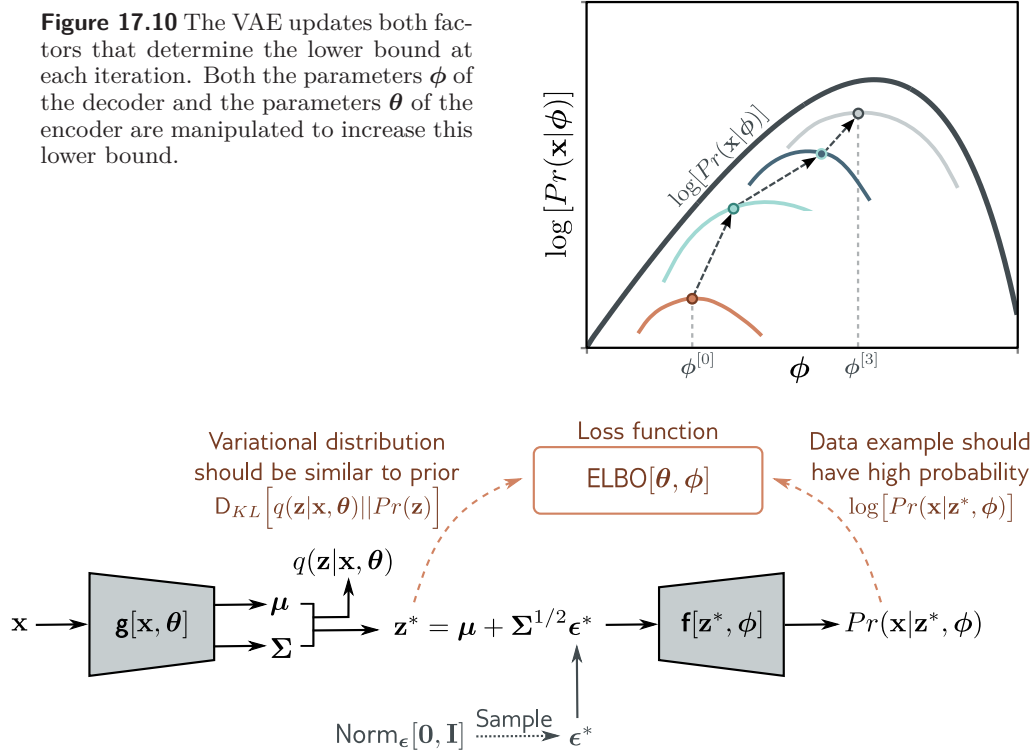 Figure 17.10 The VAE updates both fac-
tors that determine the lower bound at
each iteration. Both the parameters ϕ of
the decoder and the parameters θ of the
encoder are manipulated to increase this
lower bound.
log[Pr(x|ϕ)]
log[Pr(x|ϕ)]
ϕ[0]
ϕ
ϕ[3]
Variational distribution
should be similar to prior
D_KL[q(z|x, θ)||Pr(z)]
Loss function
ELBO[θ, ϕ]
Data example should
have high probability
log[Pr(x|z*, ϕ)]
q(z|x, θ)
x
g[x, θ]
μ
Σ
z* = μ + Σ^1/2 ϵ*
f[z*, ϕ]
Pr(x|z*, ϕ)
Norm_ϵ[0, I]
Sample
ϵ*